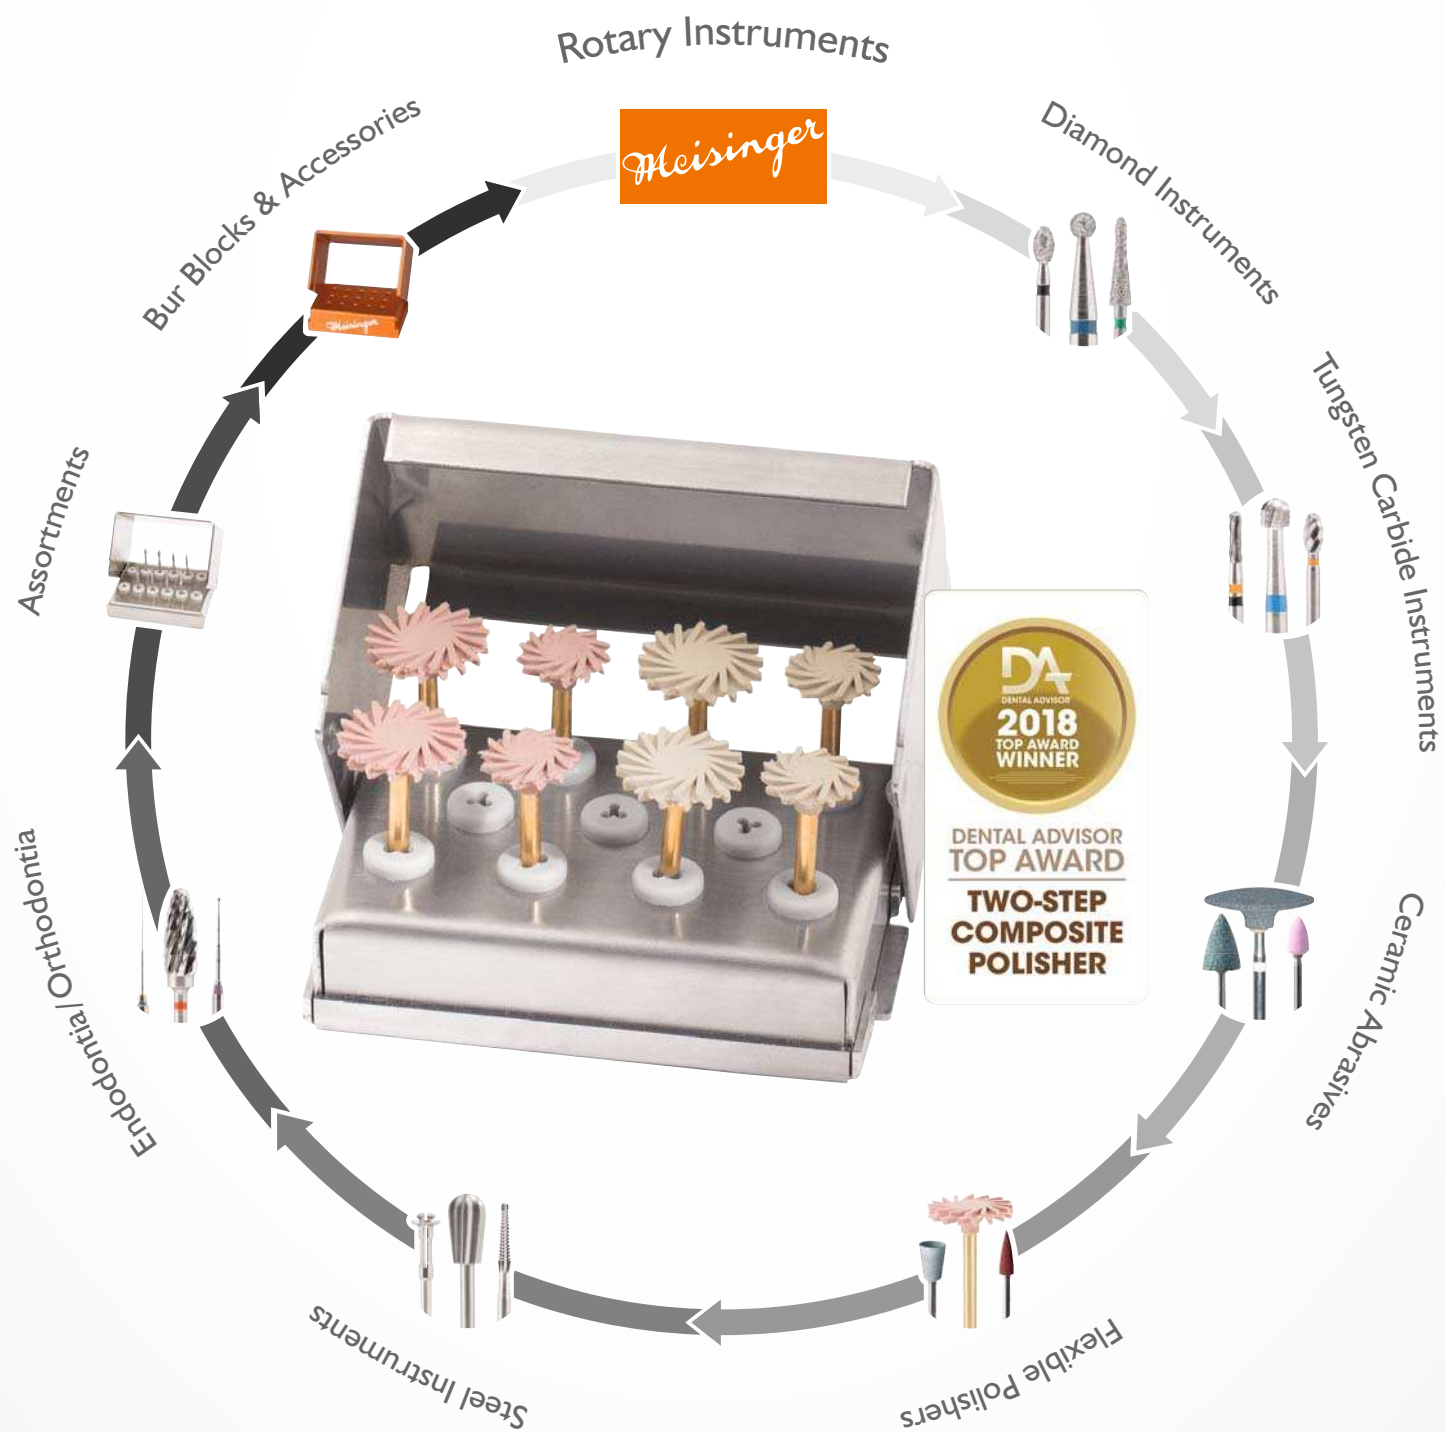 Rotary Instruments
Meisinger
Diamond Instruments
Tungsten Carbide Instruments
Ceramic Abrasives
Flexible Polishers
Steel Instruments
Endodontia/Orthodontia
Assortments
Bur Blocks & Accessories
Meisinger
DA
DENTAL ADVISOR
2018
TOP AWARD
WINNER
DENTAL ADVISOR
TOP AWARD
TWO-STEP
COMPOSITE
POLISHER